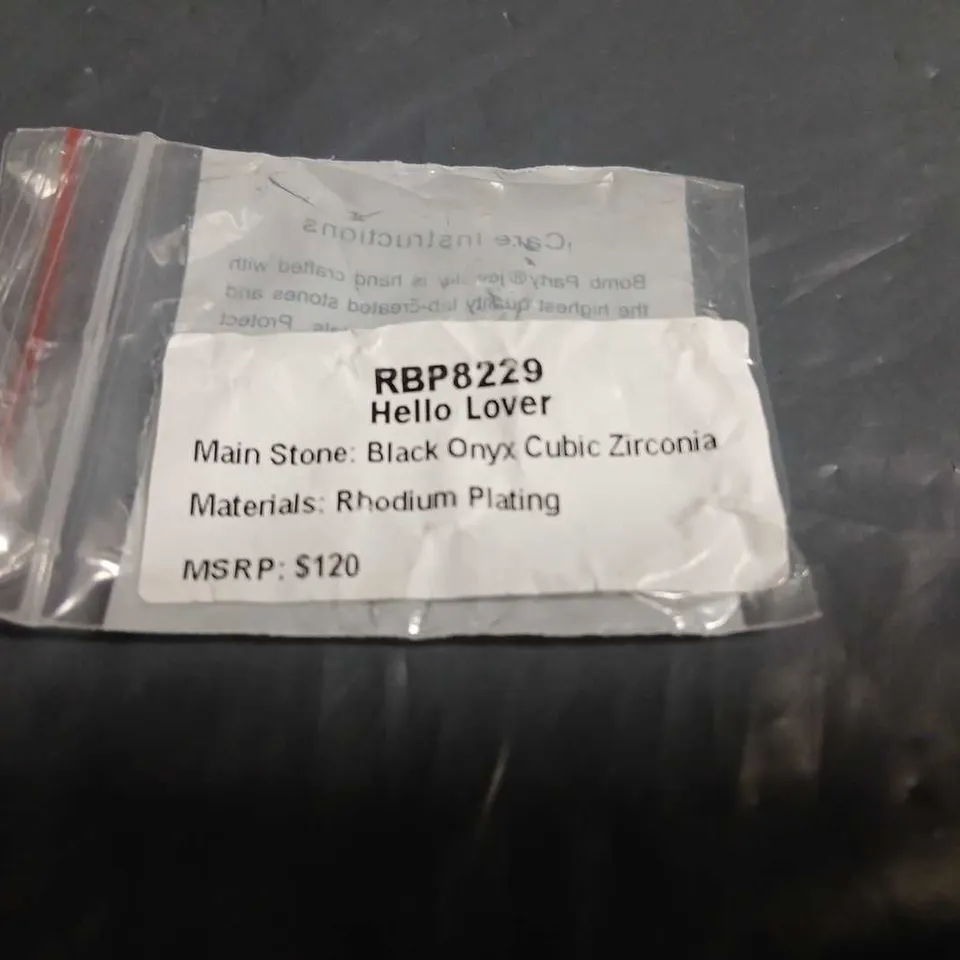 Care Instructions
Bomb Party® is hand crafted with
the highest quality lab-created stones and
Protect
RBP8229
Hello Lover
Main Stone: Black Onyx Cubic Zirconia
Materials: Rhodium Plating
MSRP: $120